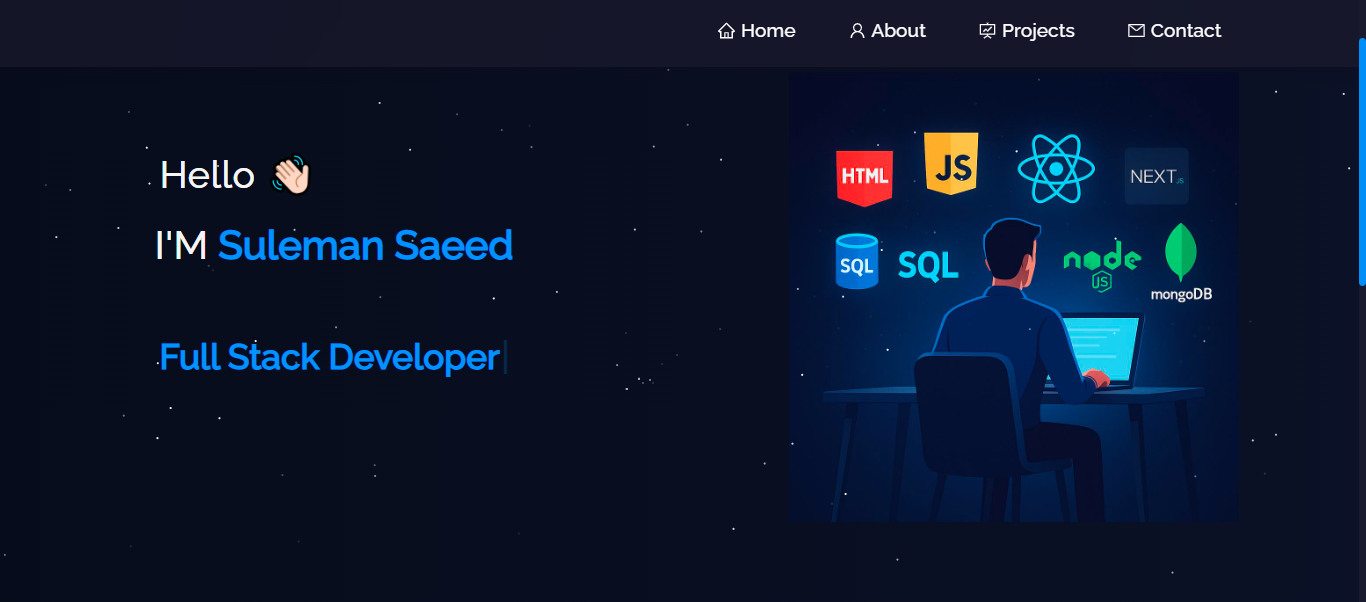 Home About Projects Contact
Hello 👋🏻
I'M Suleman Saeed
Full Stack Developer
HTML JS NEXT.JS
SQL SQL node JS
mongoDB